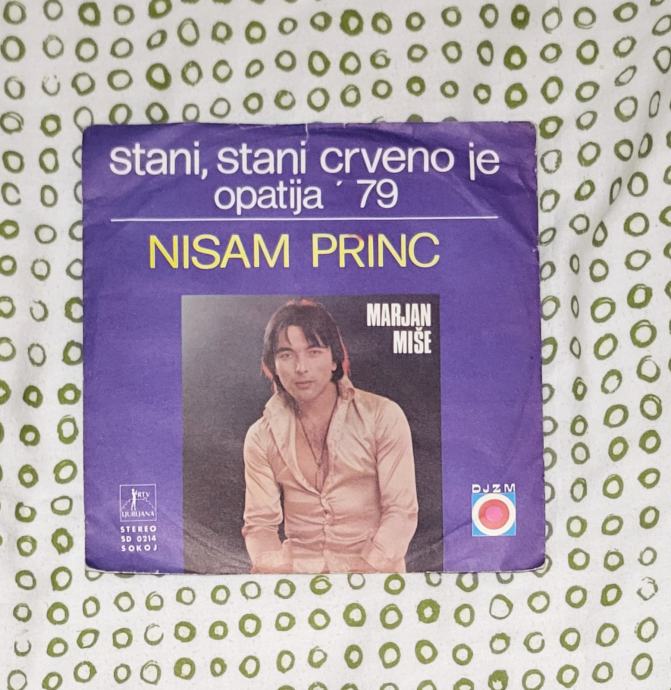 stani, stani crveno je
opatija ´ 79
NISAM PRINC
MARJAN
MIŠE
RTV
LJUBLJANA
STEREO
SD 0214
SOKOJ
DJZM